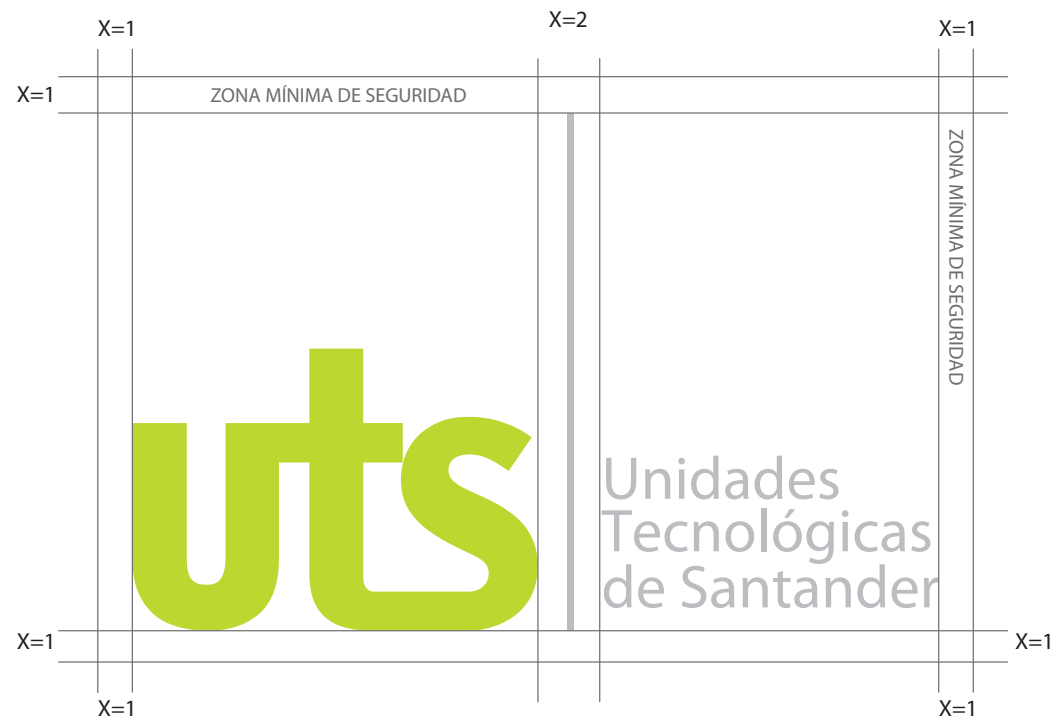 X=1
X=2
X=1
X=1
ZONA MÍNIMA DE SEGURIDAD
ZONA MÍNIMA DE SEGURIDAD
uts
Unidades
Tecnológicas
de Santander
X=1
X=1
X=1
X=1